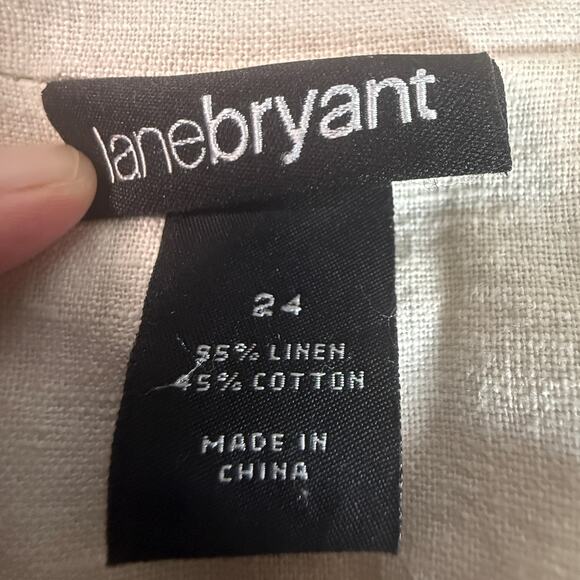 lanebryant
24
55% LINEN
45% COTTON
MADE IN
CHINA